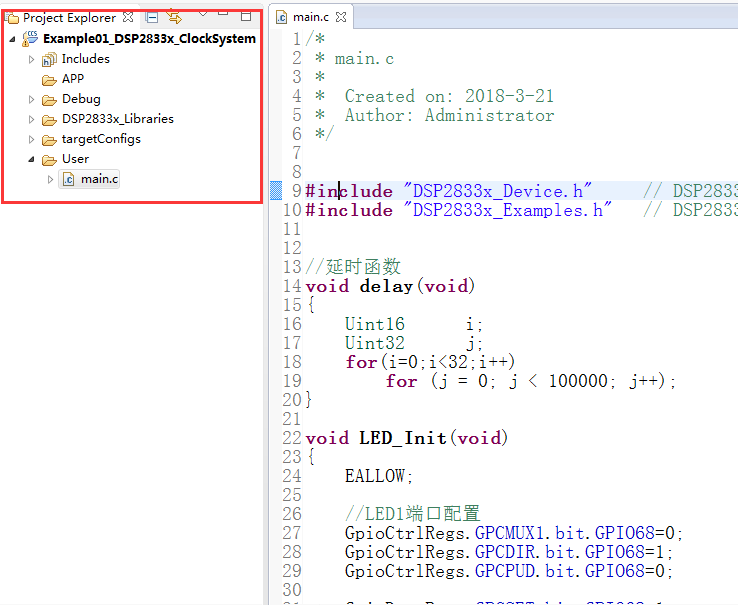 Project Explorer
Example01_DSP2833x_ClockSystem
Includes
APP
Debug
DSP2833x_Libraries
targetConfigs
User
main.c
main.c
1 /*
2 * main.c
3 *
4 * Created on: 2018-3-21
5 * Author: Administrator
6 */
7
8
9 #include "DSP2833x_Device.h" // DSP2833
10 #include "DSP2833x_Examples.h" // DSP2833
11
12
13 //延时函数
14 void delay(void)
15 {
16 Uint16 i;
17 Uint32 j;
18 for(i=0;i<32;i++)
19 for (j = 0; j < 100000; j++);
20 }
21
22 void LED_Init(void)
23 {
24 EALLOW;
25
26 //LED1端口配置
27 GpioCtrlRegs.GPCMUX1.bit.GPIO68=0;
28 GpioCtrlRegs.GPCDIR.bit.GPIO68=1;
29 GpioCtrlRegs.GPCPUD.bit.GPIO68=0;
30